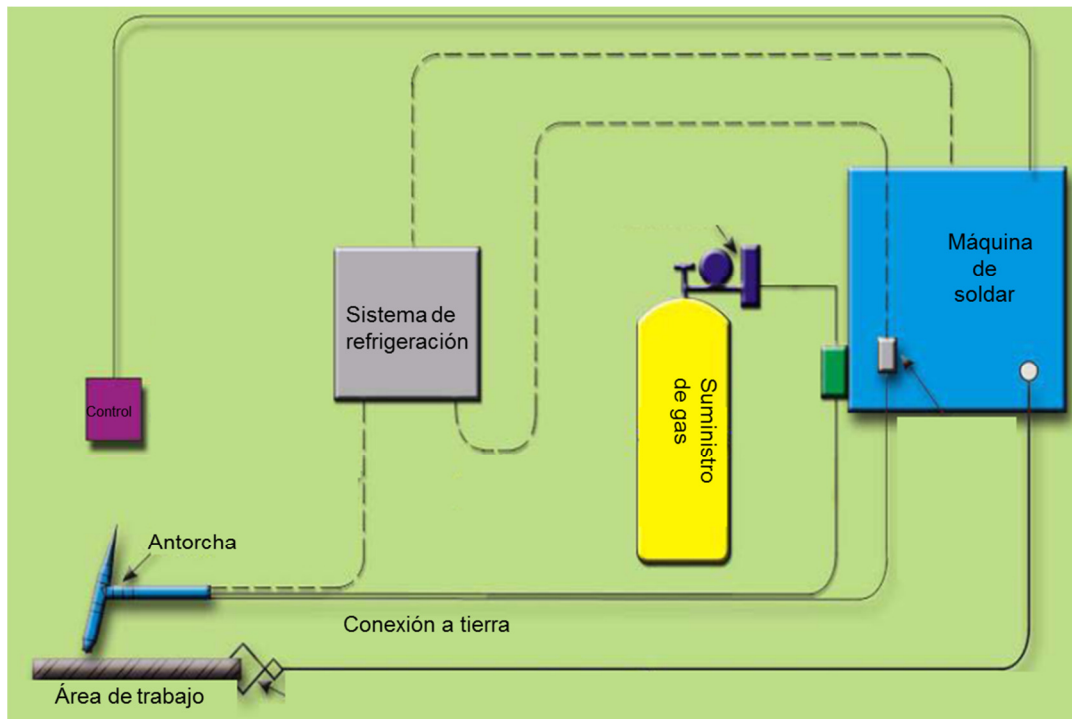 Máquina
de
soldar
Sistema de
refrigeración
Suministro
de gas
Control
Antorcha
Conexión a tierra
Área de trabajo